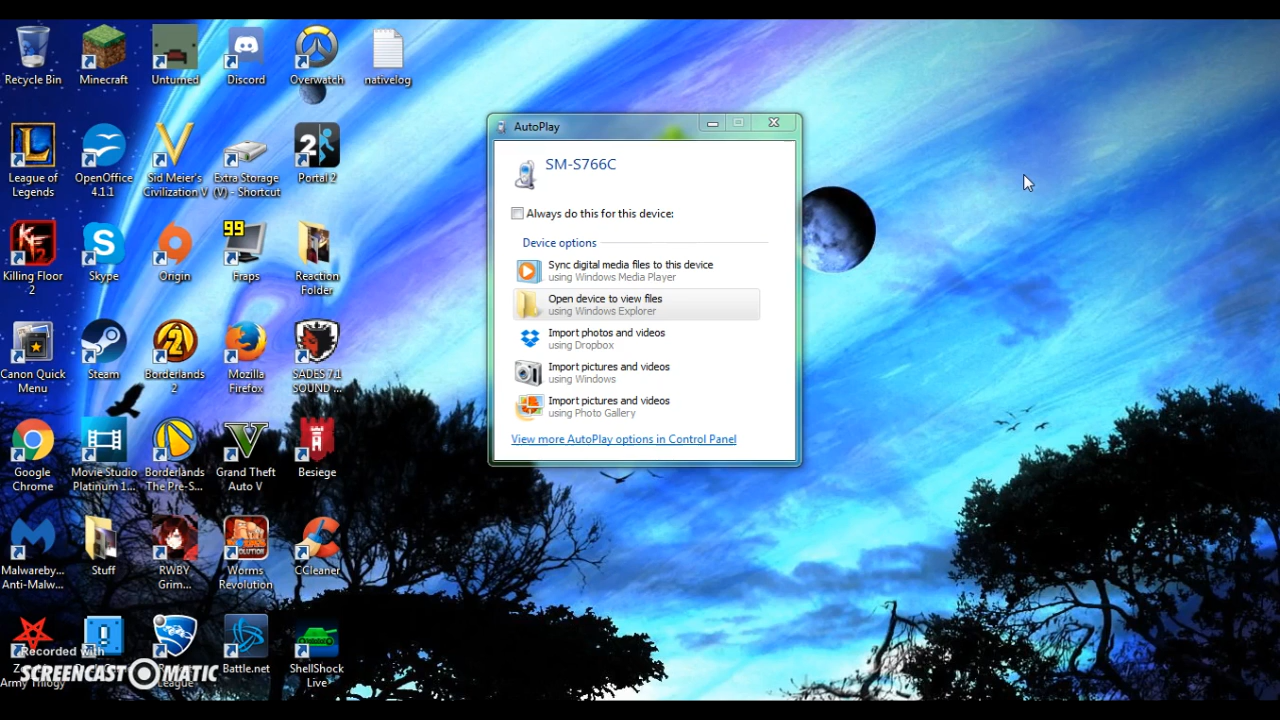 Recycle Bin
Minecraft
Unturned
Discord
Overwatch
nativelog
League of
Legends
OpenOffice
4.1.1
Sid Meier's
Civilization V
Extra Storage
(V) - Shortcut
2
Portal 2
Killing Floor
2
Skype
Origin
99
Fraps
Reaction
Folder
Canon Quick
Menu
Steam
Borderlands
2
Mozilla
Firefox
SADES 7.1
SOUND ...
Google
Chrome
Movie Studio
Platinum 1...
Borderlands
The Pre-S...
Grand Theft
Auto V
Besiege
Malwareby...
Anti-Malw...
Stuff
RWBY
Grim...
Worms
Revolution
CCleaner
Army Trilogy
League
Battle.net
ShellShock
Live
Recorded with
SCREENCAST-O-MATIC
AutoPlay
SM-S766C
Always do this for this device:
Device options
Sync digital media files to this device
using Windows Media Player
Open device to view files
using Windows Explorer
Import photos and videos
using Dropbox
Import pictures and videos
using Windows
Import pictures and videos
using Photo Gallery
View more AutoPlay options in Control Panel